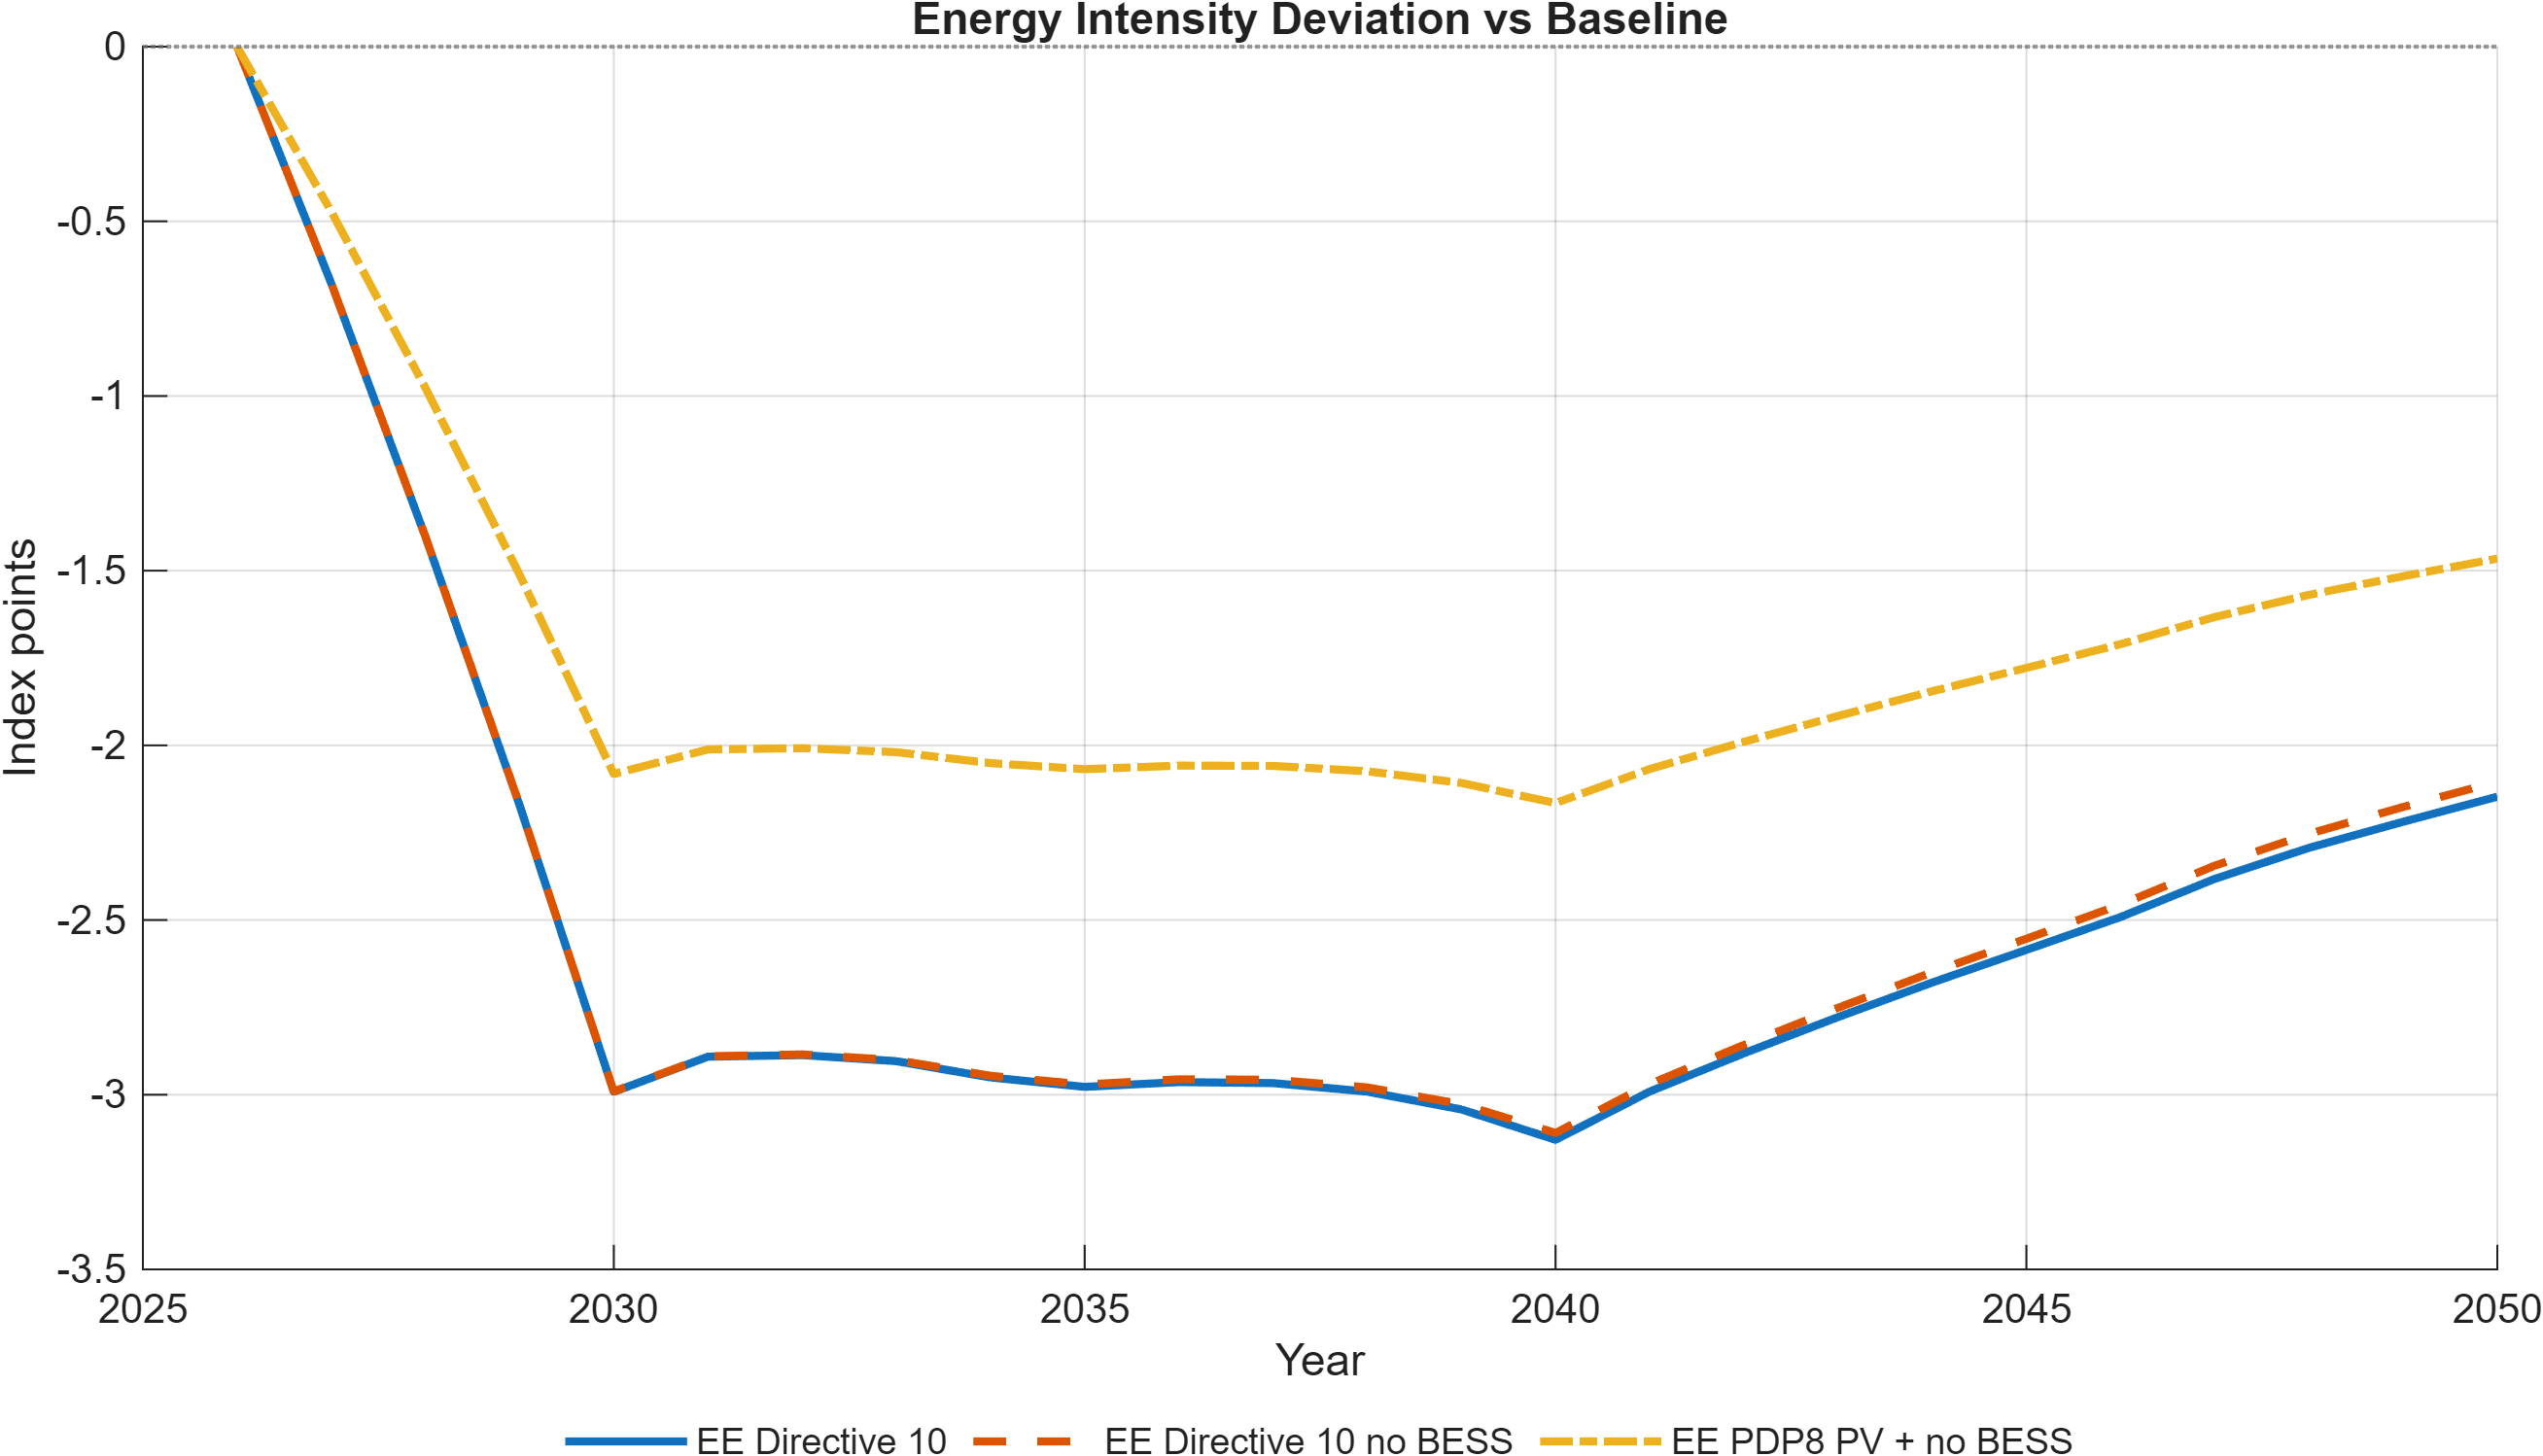 Energy Intensity Deviation vs Baseline
0
-0.5
-1
-1.5
-2
-2.5
-3
-3.5
Index points
2025 2030 2035 2040 2045 2050
Year
EE Directive 10 EE Directive 10 no BESS EE PDP8 PV + no BESS